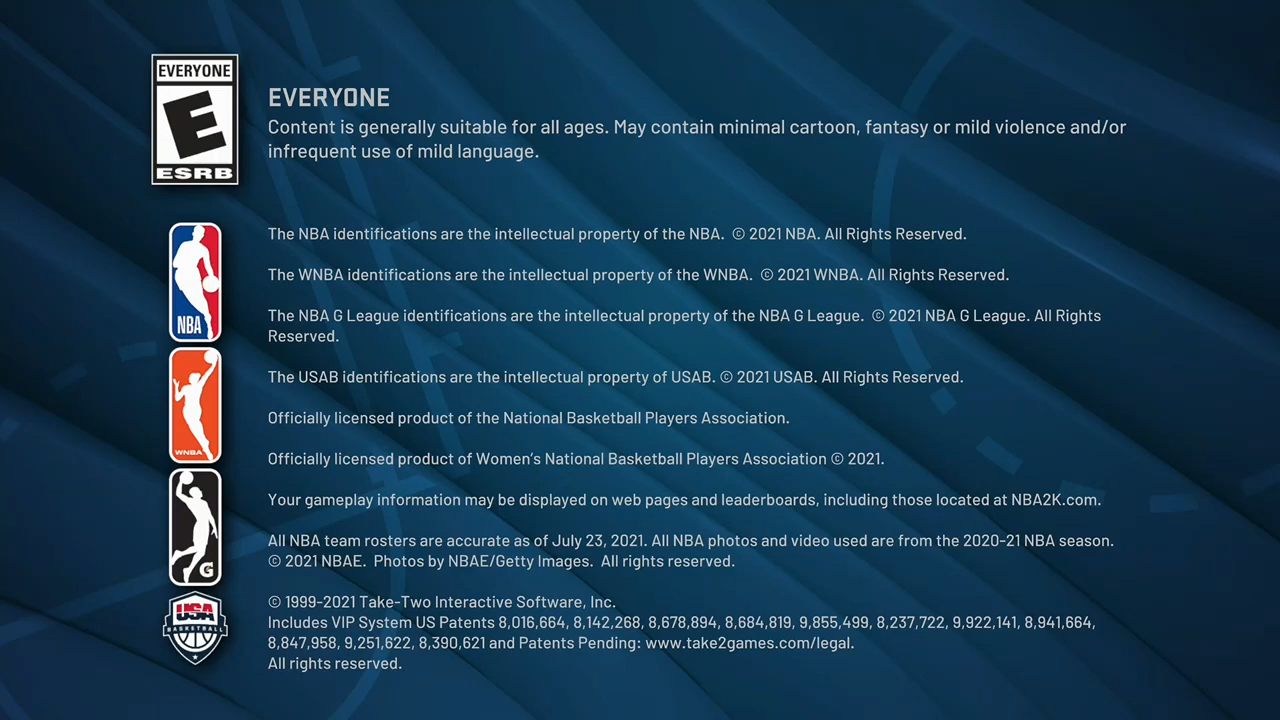 EVERYONE
E
ESRB
EVERYONE
Content is generally suitable for all ages. May contain minimal cartoon, fantasy or mild violence and/or
infrequent use of mild language.
NBA
The NBA identifications are the intellectual property of the NBA.  © 2021 NBA. All Rights Reserved.
The WNBA identifications are the intellectual property of the WNBA.  © 2021 WNBA. All Rights Reserved.
The NBA G League identifications are the intellectual property of the NBA G League.  © 2021 NBA G League. All Rights
Reserved.
WNBA
The USAB identifications are the intellectual property of USAB. © 2021 USAB. All Rights Reserved.
Officially licensed product of the National Basketball Players Association.
Officially licensed product of Women's National Basketball Players Association © 2021.
G
Your gameplay information may be displayed on web pages and leaderboards, including those located at NBA2K.com.
All NBA team rosters are accurate as of July 23, 2021. All NBA photos and video used are from the 2020-21 NBA season.
© 2021 NBAE.  Photos by NBAE/Getty Images.  All rights reserved.
USA
BASKETBALL
© 1999-2021 Take-Two Interactive Software, Inc.
Includes VIP System US Patents 8,016,664, 8,142,268, 8,678,894, 8,684,819, 9,855,499, 8,237,722, 9,922,141, 8,941,664,
8,847,958, 9,251,622, 8,390,621 and Patents Pending: www.take2games.com/legal.
All rights reserved.